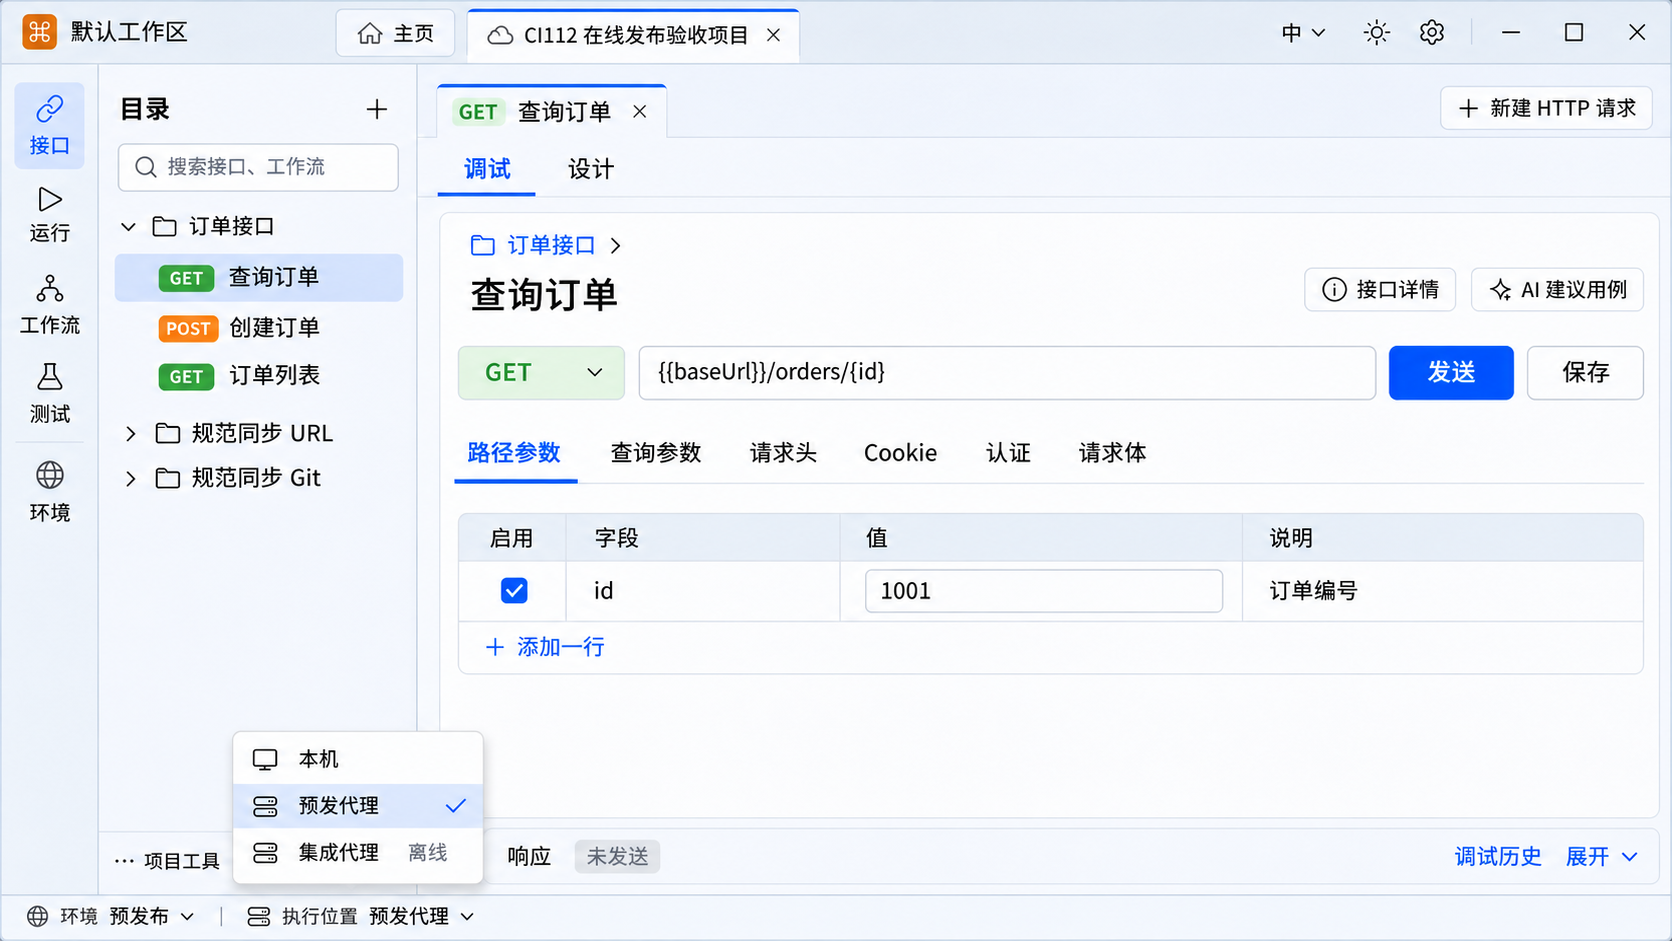 默认工作区
主页
CI112 在线发布验收项目
中
接口
运行
工作流
测试
环境
目录
搜索接口、工作流
订单接口
GET 查询订单
POST 创建订单
GET 订单列表
规范同步 URL
规范同步 Git
··· 项目工具
GET 查询订单
新建 HTTP 请求
调试
设计
订单接口
查询订单
接口详情
AI 建议用例
GET
{{baseUrl}}/orders/{id}
发送
保存
路径参数
查询参数
请求头
Cookie
认证
请求体
启用 字段 值 说明
id 1001 订单编号
添加一行
本机
预发代理
集成代理 离线
响应
未发送
调试历史
展开
环境 预发布
执行位置 预发代理